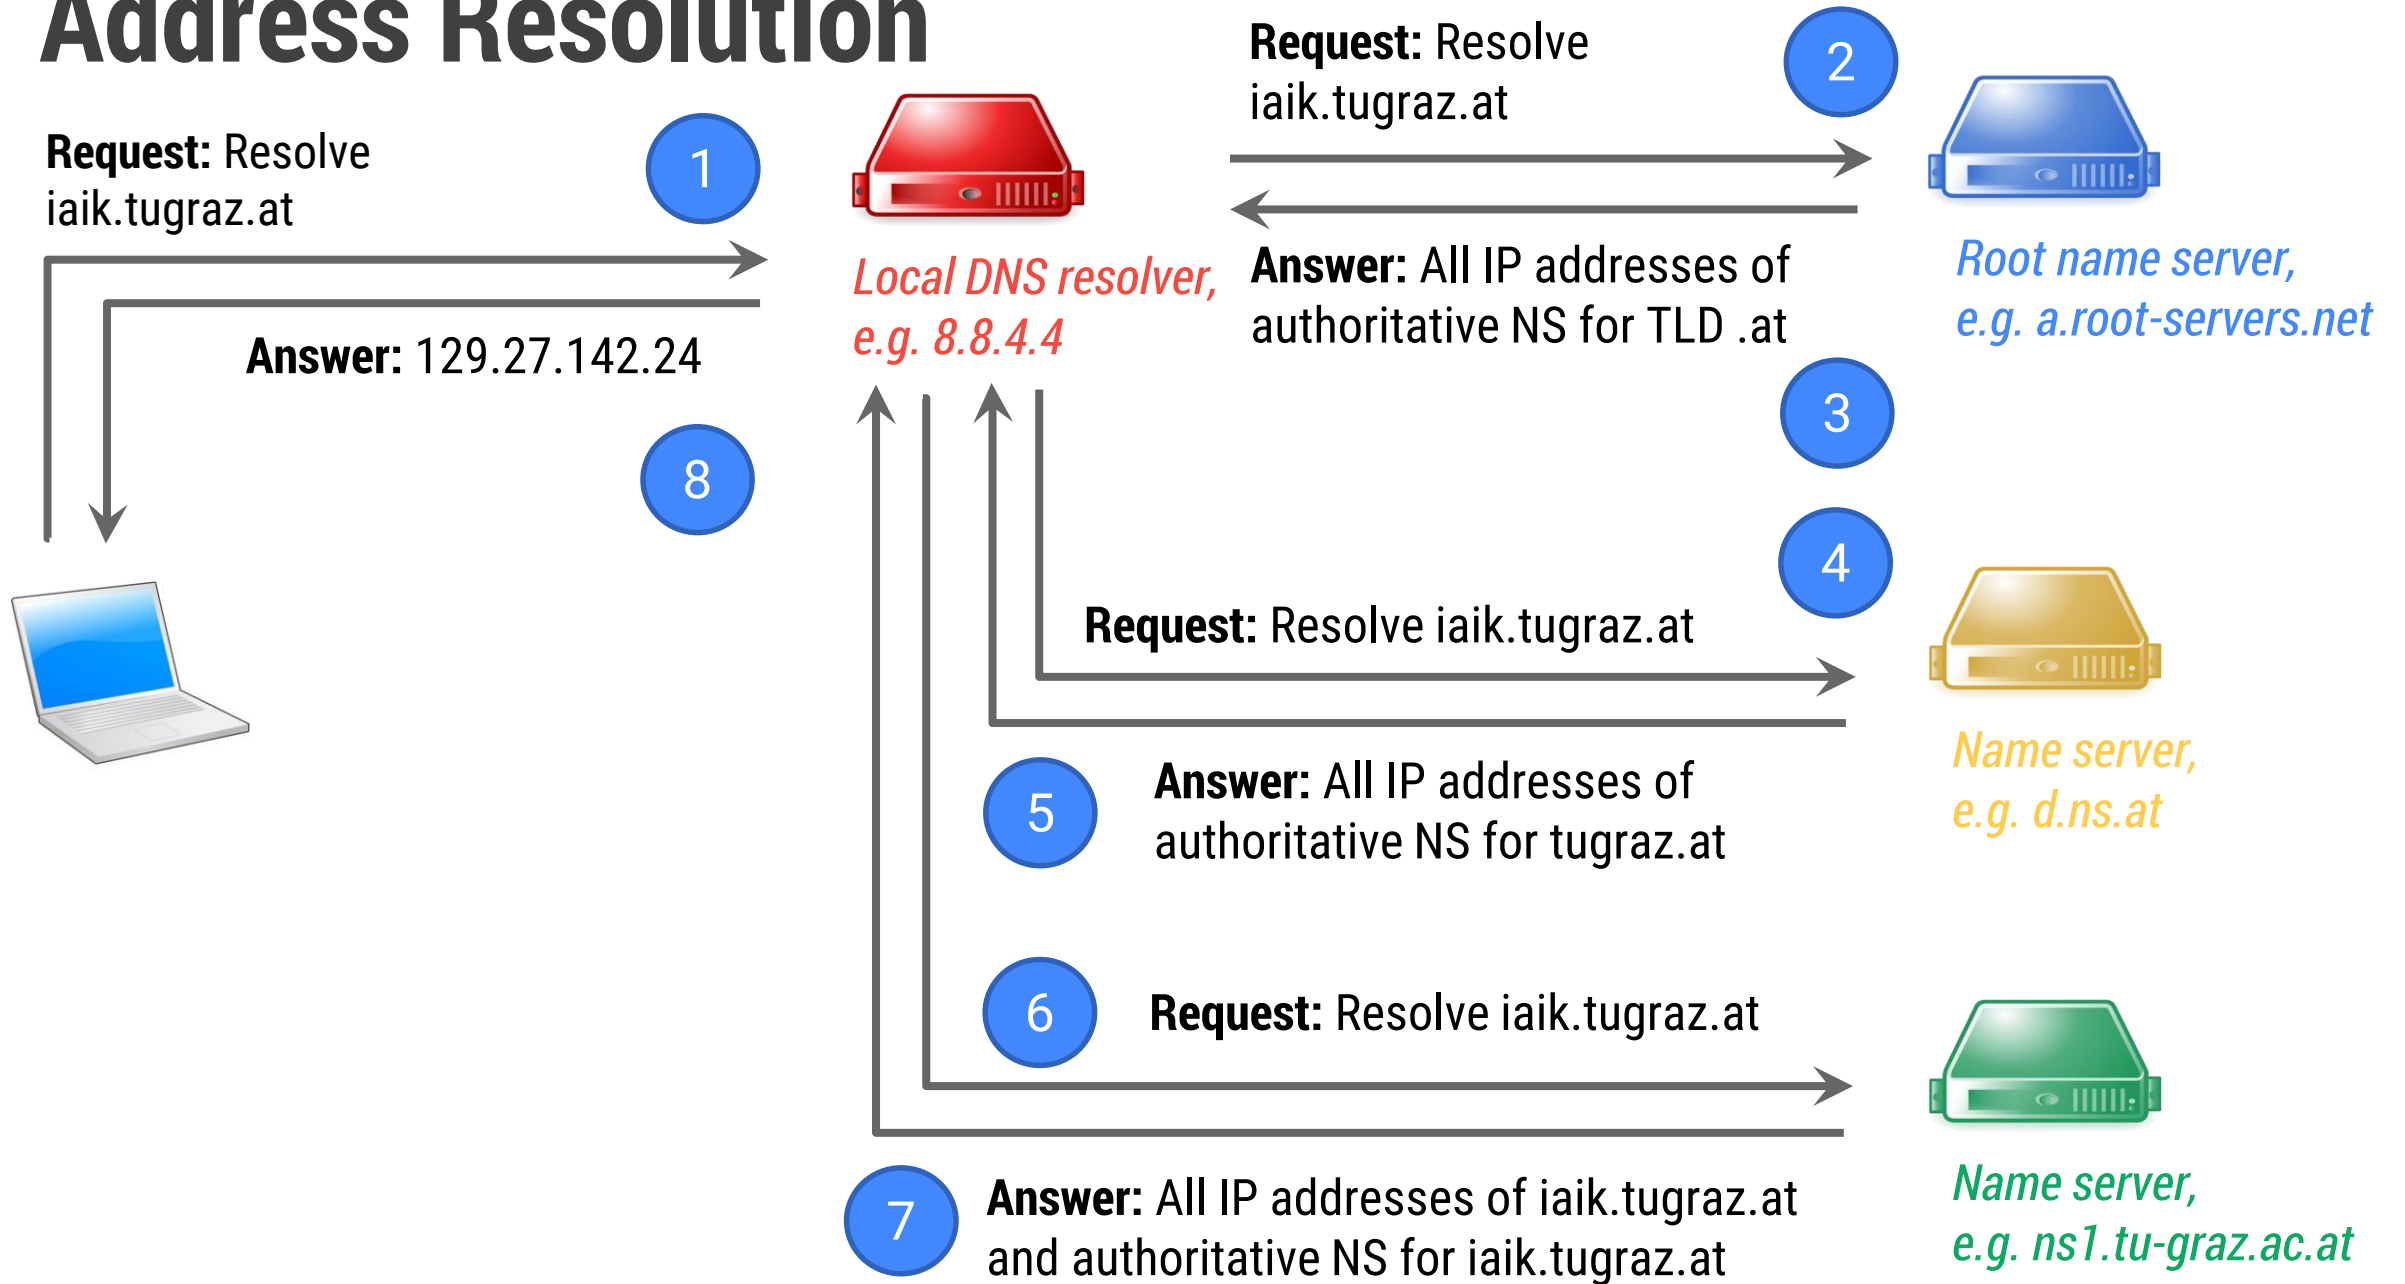 Address Resolution
Request: Resolve
iaik.tugraz.at
1
Answer: 129.27.142.24
8
Local DNS resolver,
e.g. 8.8.4.4
Request: Resolve
iaik.tugraz.at
2
Answer: All IP addresses of
authoritative NS for TLD .at
3
Root name server,
e.g. a.root-servers.net
4
Request: Resolve iaik.tugraz.at
Name server,
e.g. d.ns.at
5
Answer: All IP addresses of
authoritative NS for tugraz.at
6
Request: Resolve iaik.tugraz.at
7
Answer: All IP addresses of iaik.tugraz.at
and authoritative NS for iaik.tugraz.at
Name server,
e.g. ns1.tu-graz.ac.at